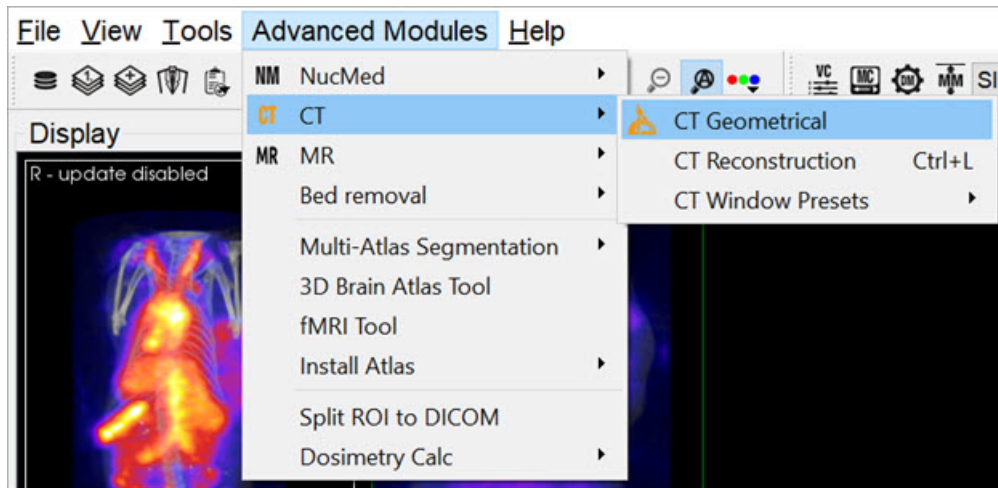 File View Tools Advanced Modules Help
NM NucMed
VC MC DM MM SI
CT CT
CT Geometrical
Display
MR MR
CT Reconstruction Ctrl+L
R - update disabled
Bed removal
CT Window Presets
Multi-Atlas Segmentation
3D Brain Atlas Tool
fMRI Tool
Install Atlas
Split ROI to DICOM
Dosimetry Calc